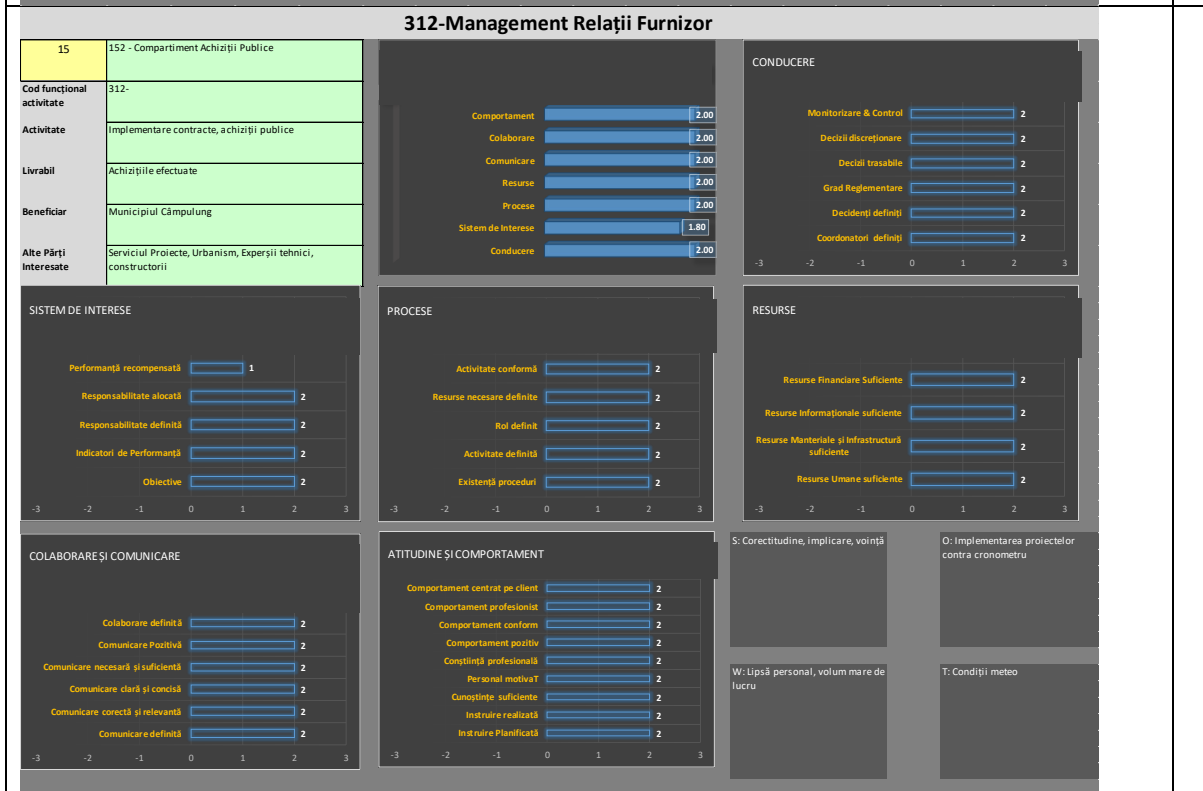 312-Management Relații Furnizor
15
152 - Compartiment Achiziții Publice
Cod funcțional
activitate
312-
Activitate
Implementare contracte, achiziții publice
Livrabil
Achizițiile efectuate
Beneficiar
Municipiul Câmpulung
Alte Părți
Interesate
Serviciul Proiecte, Urbanism, Experșii tehnici,
constructorii
Comportament 2.00
Colaborare 2.00
Comunicare 2.00
Resurse 2.00
Procese 2.00
Sistem de Interese 1.80
Conducere 2.00
CONDUCERE
Monitorizare & Control 2
Decizii discreționare 2
Decizii trasabile 2
Grad Reglementare 2
Decidenți definiți 2
Coordonatori definiți 2
-3 -2 -1 0 1 2 3
SISTEM DE INTERESE
Performanță recompensată 1
Responsabilitate alocată 2
Responsabilitate definită 2
Indicatori de Performanță 2
Obiective 2
-3 -2 -1 0 1 2 3
PROCESE
Activitate conformă 2
Resurse necesare definite 2
Rol definit 2
Activitate definită 2
Existență proceduri 2
-3 -2 -1 0 1 2 3
RESURSE
Resurse Financiare Suficiente 2
Resurse Informaționale suficiente 2
Resurse Manteriale și Infrastructură
suficiente 2
Resurse Umane suficiente 2
-3 -2 -1 0 1 2 3
COLABORARE ȘI COMUNICARE
Colaborare definită 2
Comunicare Pozitivă 2
Comunicare necesară și suficientă 2
Comunicare clară și concisă 2
Comunicare corectă și relevantă 2
Comunicare definită 2
-3 -2 -1 0 1 2 3
ATITUDINE ȘI COMPORTAMENT
Comportament centrat pe client 2
Comportament profesionist 2
Comportament conform 2
Comportament pozitiv 2
Conștiință profesională 2
Personal motivaT 2
Cunoștințe suficiente 2
Instruire realizată 2
Instruire Planificată 2
-3 -2 -1 0 1 2 3
S: Corectitudine, implicare, voință
O: Implementarea proiectelor
contra cronometru
W: Lipsă personal, volum mare de
lucru
T: Condiții meteo